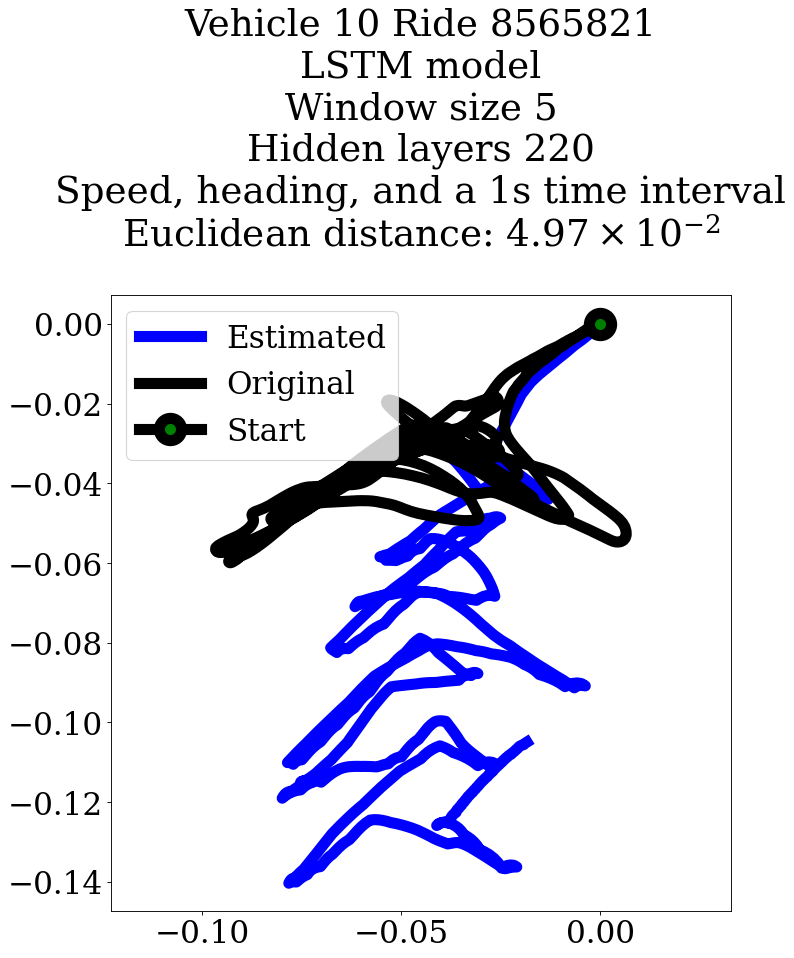 Vehicle 10 Ride 8565821
LSTM model
Window size 5
Hidden layers 220
Speed, heading, and a 1s time interval
Euclidean distance: 4.97 × 10⁻²
Estimated
Original
Start
0.00
−0.02
−0.04
−0.06
−0.08
−0.10
−0.12
−0.14
−0.10
−0.05
0.00